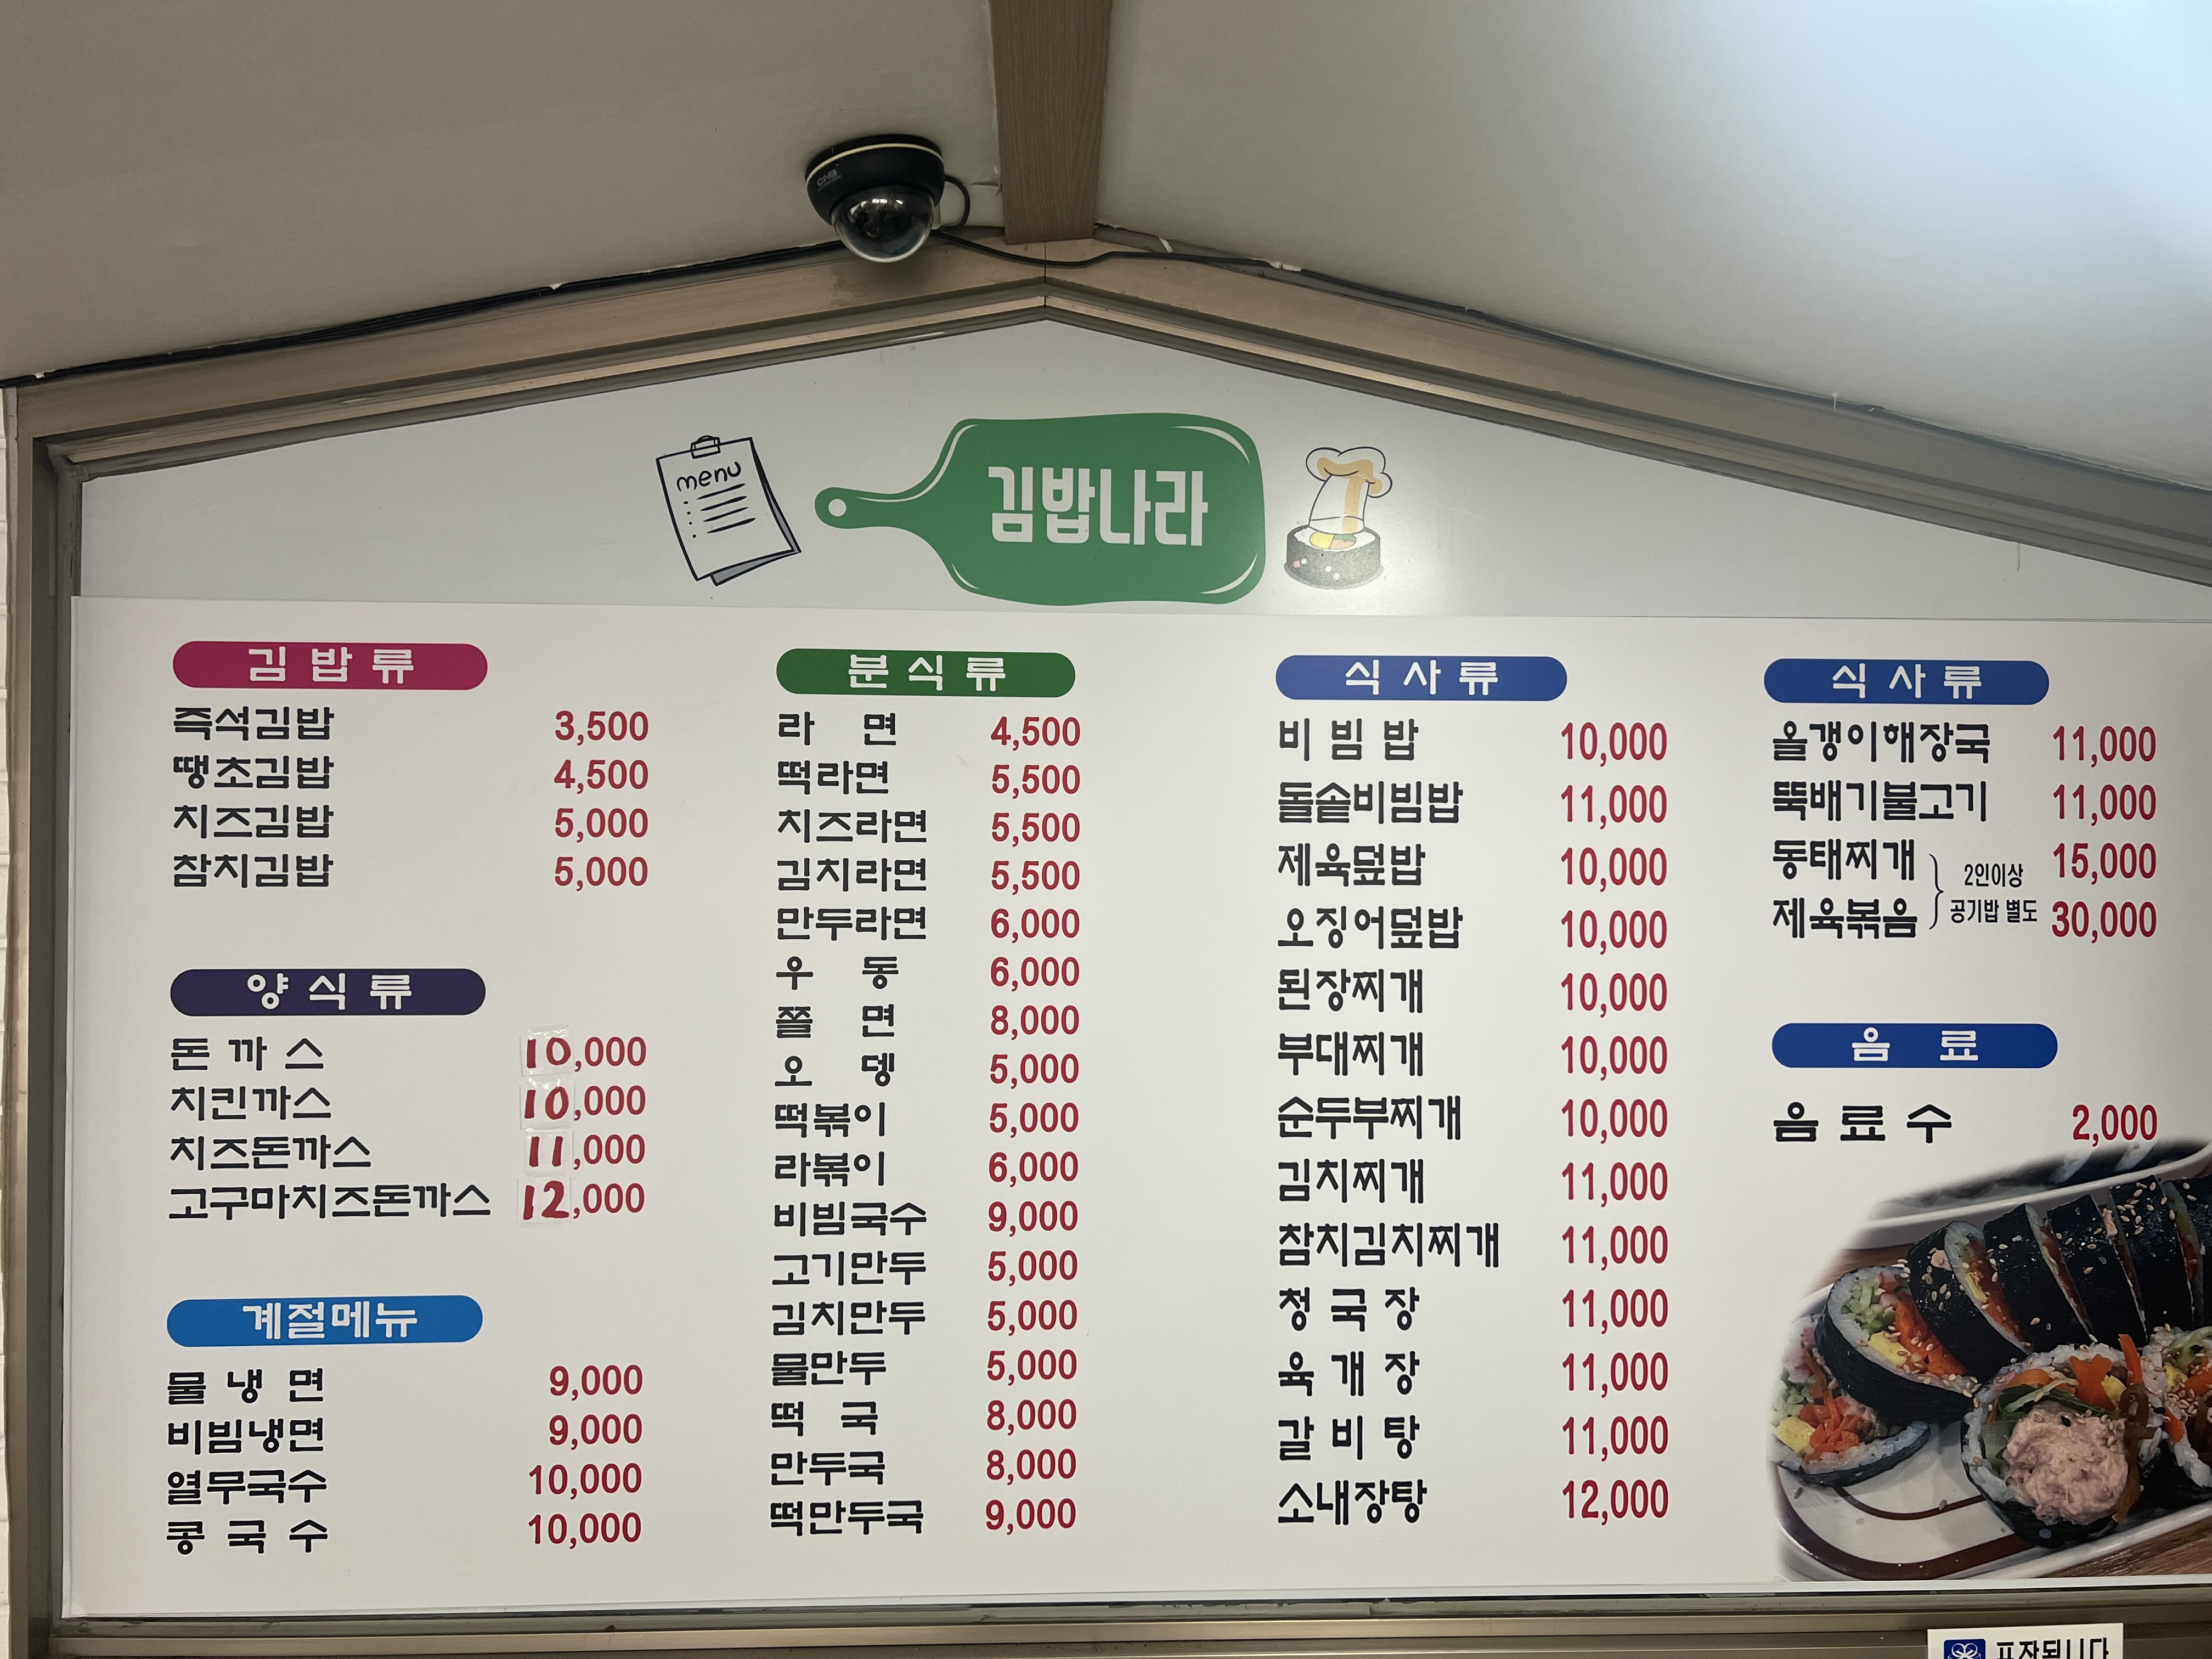 menu
김밥나라
김밥류
즉석김밥 3,500
땡초김밥 4,500
치즈김밥 5,000
참치김밥 5,000
양식류
돈까스 10,000
치킨까스 10,000
치즈돈까스 11,000
고구마치즈돈까스 12,000
계절메뉴
물냉면 9,000
비빔냉면 9,000
열무국수 10,000
콩국수 10,000
분식류
라면 4,500
떡라면 5,500
치즈라면 5,500
김치라면 5,500
만두라면 6,000
우동 6,000
쫄면 8,000
오뎅 5,000
떡볶이 5,000
라볶이 6,000
비빔국수 9,000
고기만두 5,000
김치만두 5,000
물만두 5,000
떡국 8,000
만두국 8,000
떡만두국 9,000
식사류
비빔밥 10,000
돌솥비빔밥 11,000
제육덮밥 10,000
오징어덮밥 10,000
된장찌개 10,000
부대찌개 10,000
순두부찌개 10,000
김치찌개 11,000
참치김치찌개 11,000
청국장 11,000
육개장 11,000
갈비탕 11,000
소내장탕 12,000
식사류
올갱이해장국 11,000
뚝배기불고기 11,000
동태찌개 15,000
제육볶음 30,000
2인이상
공기밥 별도
음료
음료수 2,000
포장됩니다
CNB